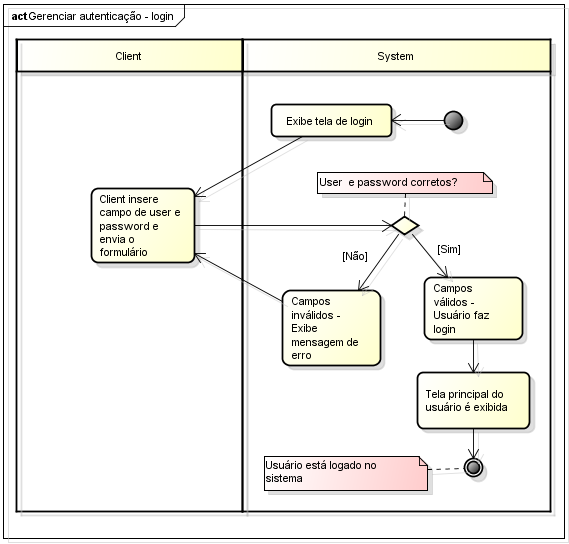 act Gerenciar autenticação - login
Client
System
Exibe tela de login
User e password corretos?
Client insere
campo de user e
password e
envia o
formulário
[Não]
[Sim]
Campos
inválidos -
Exibe
mensagem de
erro
Campos
válidos -
Usuário faz
login
Tela principal do
usuário é exibida
Usuário está logado no
sistema